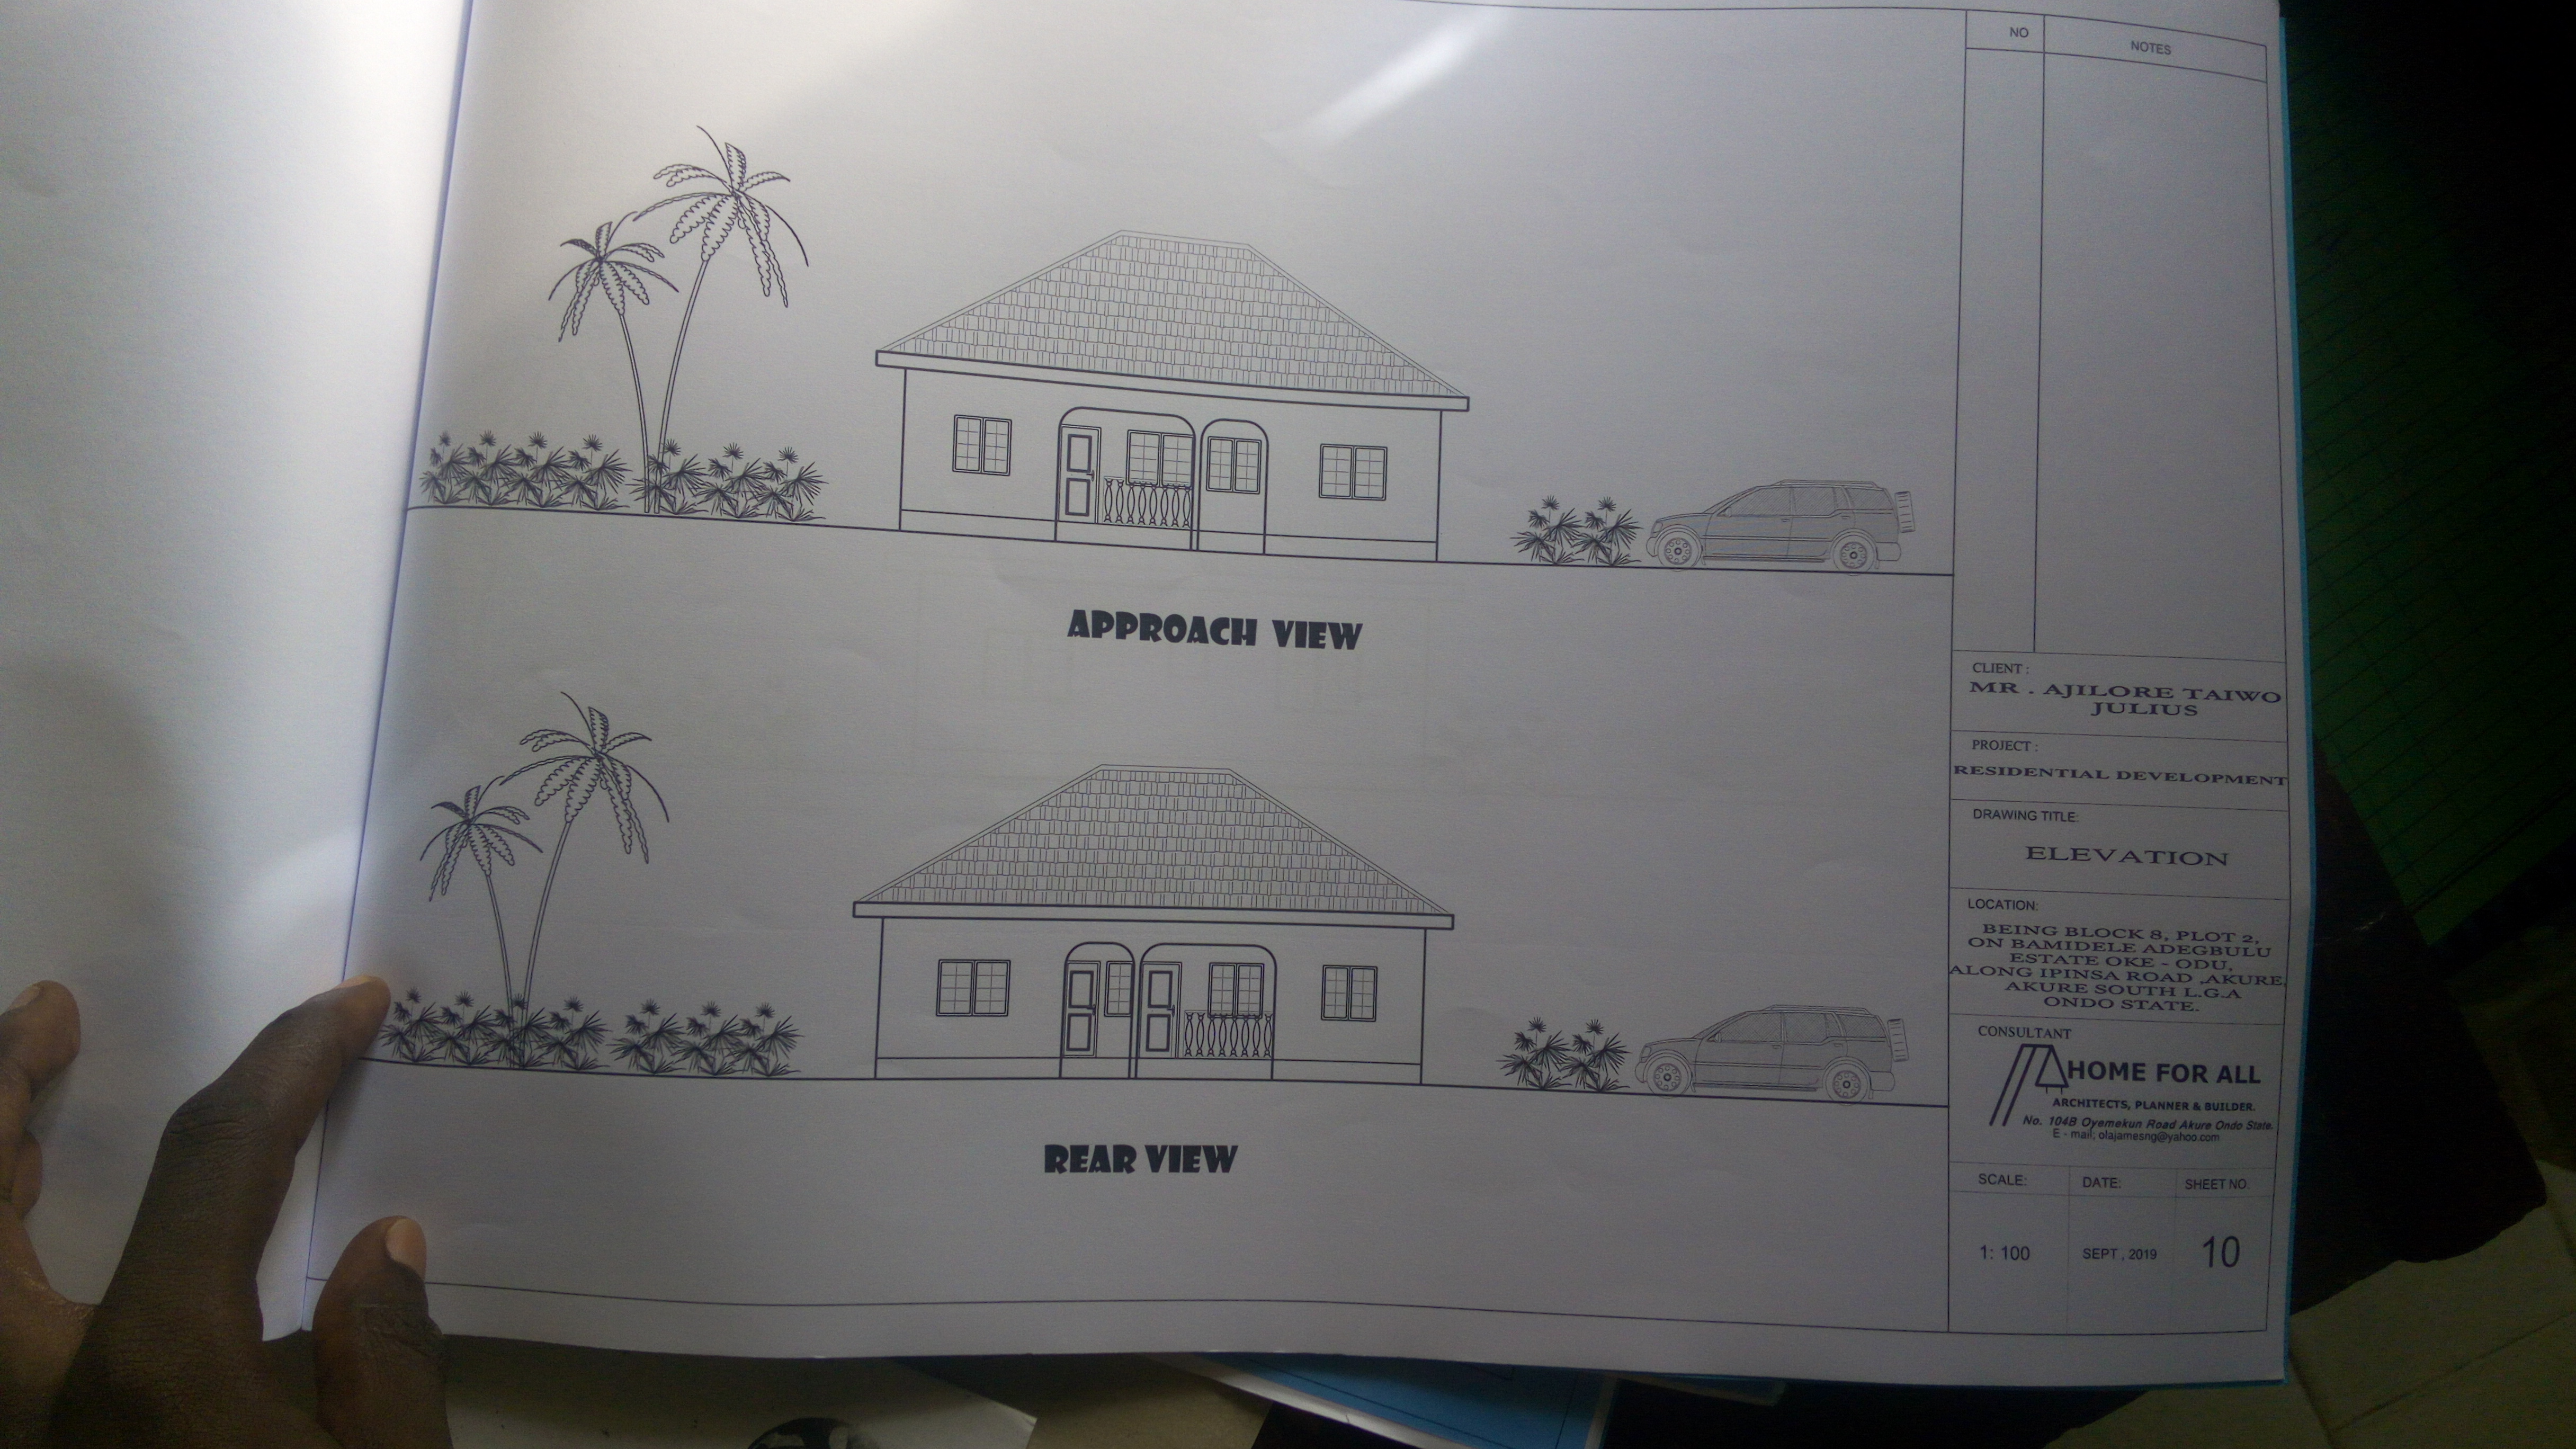 NO NOTES
APPROACH VIEW
REAR VIEW
CLIENT :
MR . AJILORE TAIWO
JULIUS
PROJECT :
RESIDENTIAL DEVELOPMENT
DRAWING TITLE:
ELEVATION
LOCATION:
BEING BLOCK 8, PLOT 2,
ON BAMIDELE ADEGBULU
ESTATE OKE - ODU,
ALONG IPINSA ROAD ,AKURE,
AKURE SOUTH L.G.A
ONDO STATE.
CONSULTANT
HOME FOR ALL
ARCHITECTS, PLANNER & BUILDER.
No. 104B Oyemekun Road Akure Ondo State.
E - mail; olajamesng@yahoo.com
SCALE: DATE: SHEET NO.
1: 100 SEPT , 2019 10